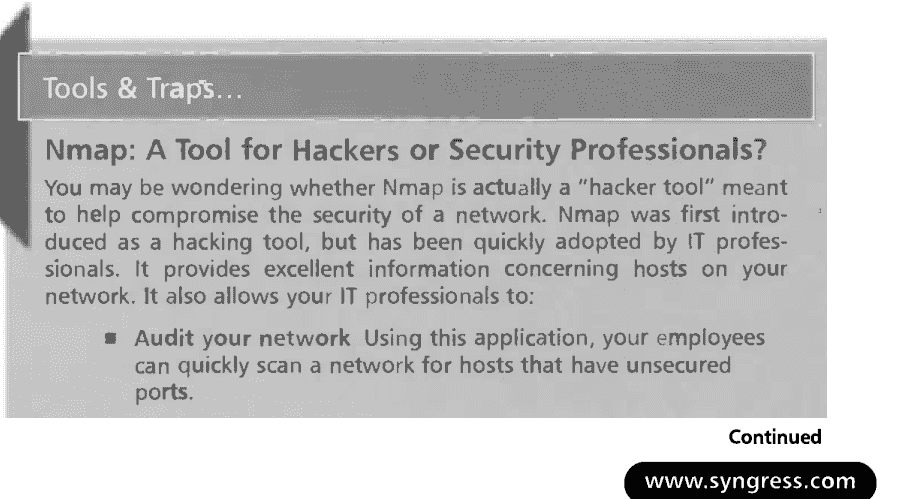 Tools & Traps...
Nmap: A Tool for Hackers or Security Professionals?
You may be wondering whether Nmap is actually a "hacker tool" meant
to help compromise the security of a network. Nmap was first intro-
duced as a hacking tool, but has been quickly adopted by IT profes-
sionals. It provides excellent information concerning hosts on your
network. It also allows your IT professionals to:
■ Audit your network Using this application, your employees
can quickly scan a network for hosts that have unsecured
ports.
Continued
www.syngress.com